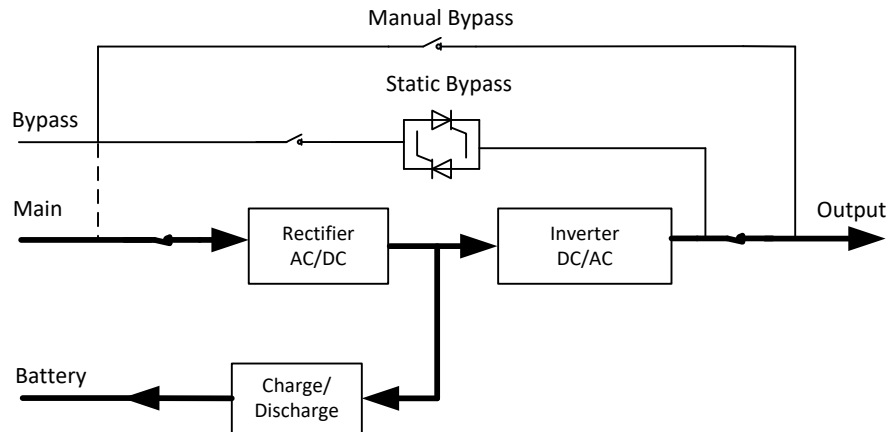 Manual Bypass
Static Bypass
Bypass
Main
Output
Rectifier
AC/DC
Inverter
DC/AC
Battery
Charge/
Discharge